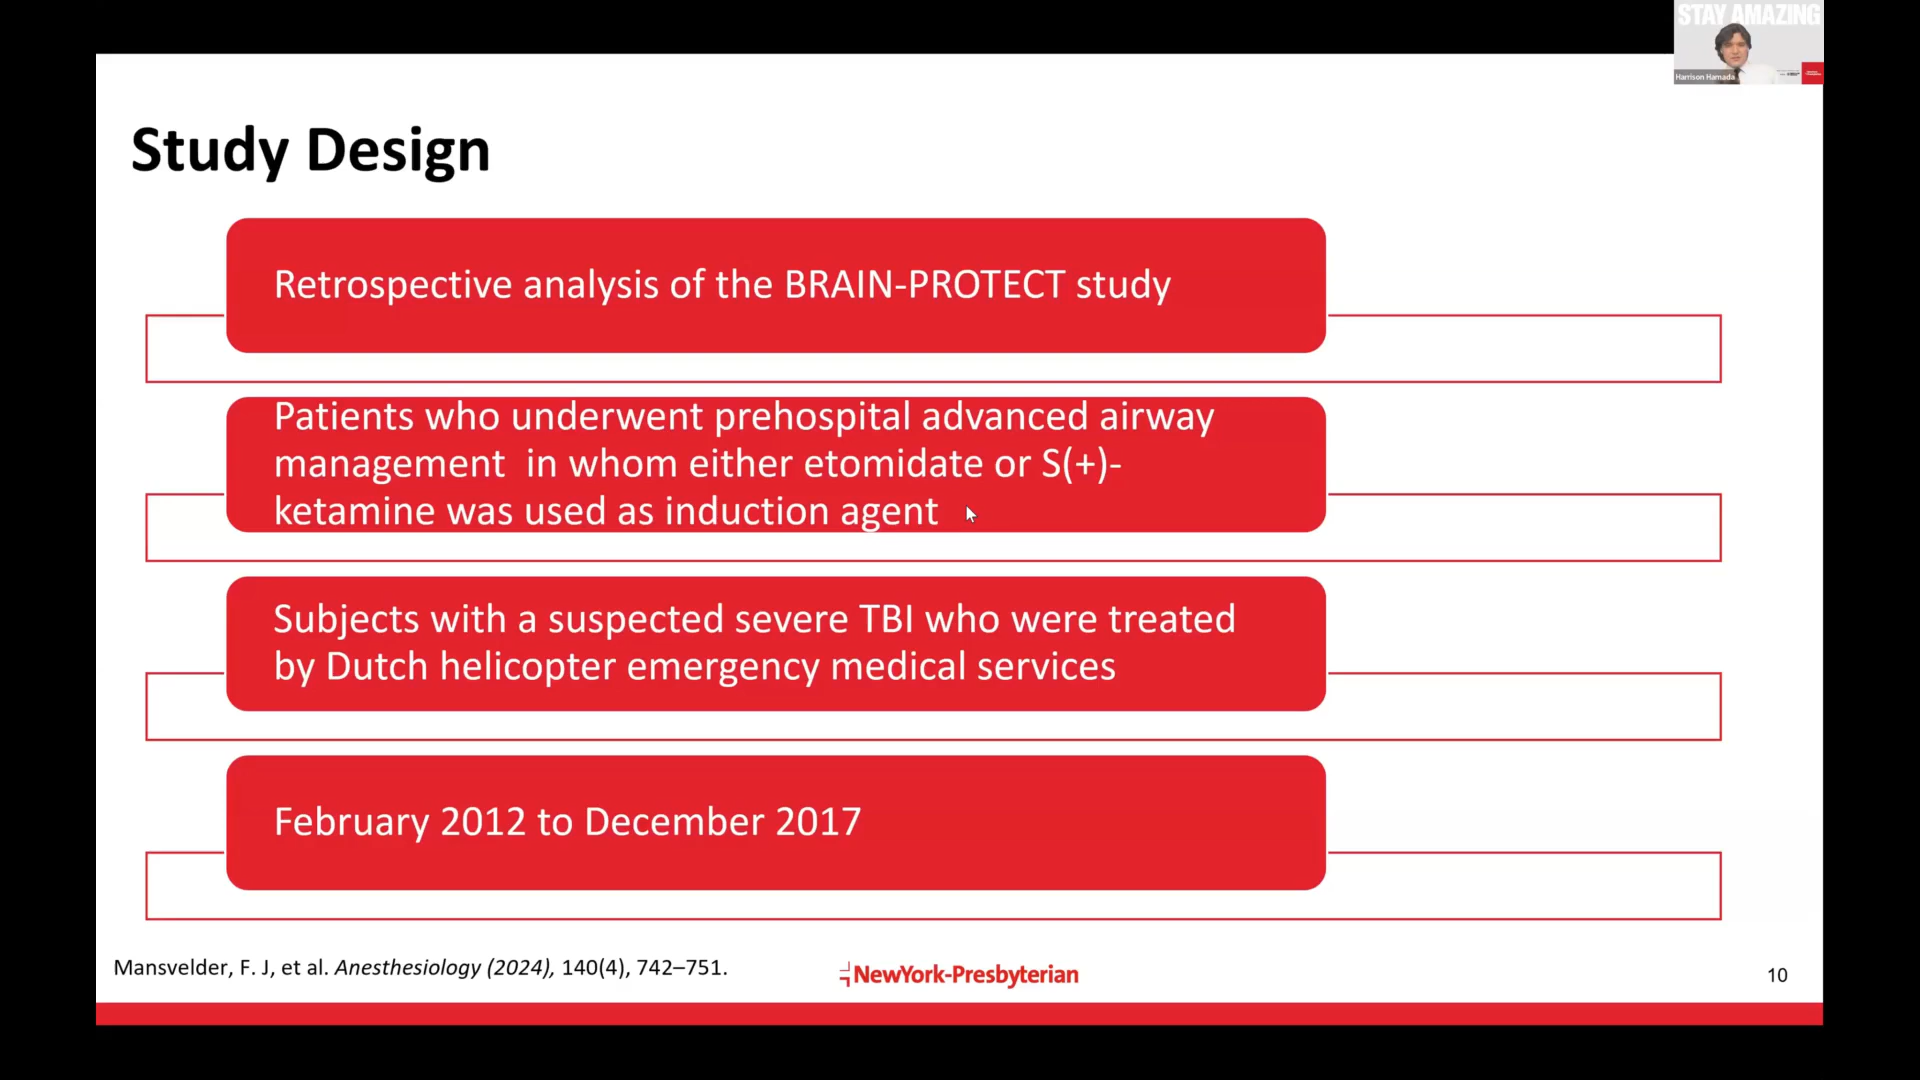 STAY AMAZING
Harrison Hamada
Study Design
Retrospective analysis of the BRAIN-PROTECT study
Patients who underwent prehospital advanced airway
management  in whom either etomidate or S(+)-
ketamine was used as induction agent
Subjects with a suspected severe TBI who were treated
by Dutch helicopter emergency medical services
February 2012 to December 2017
Mansvelder, F. J, et al. Anesthesiology (2024), 140(4), 742–751.
NewYork-Presbyterian
10